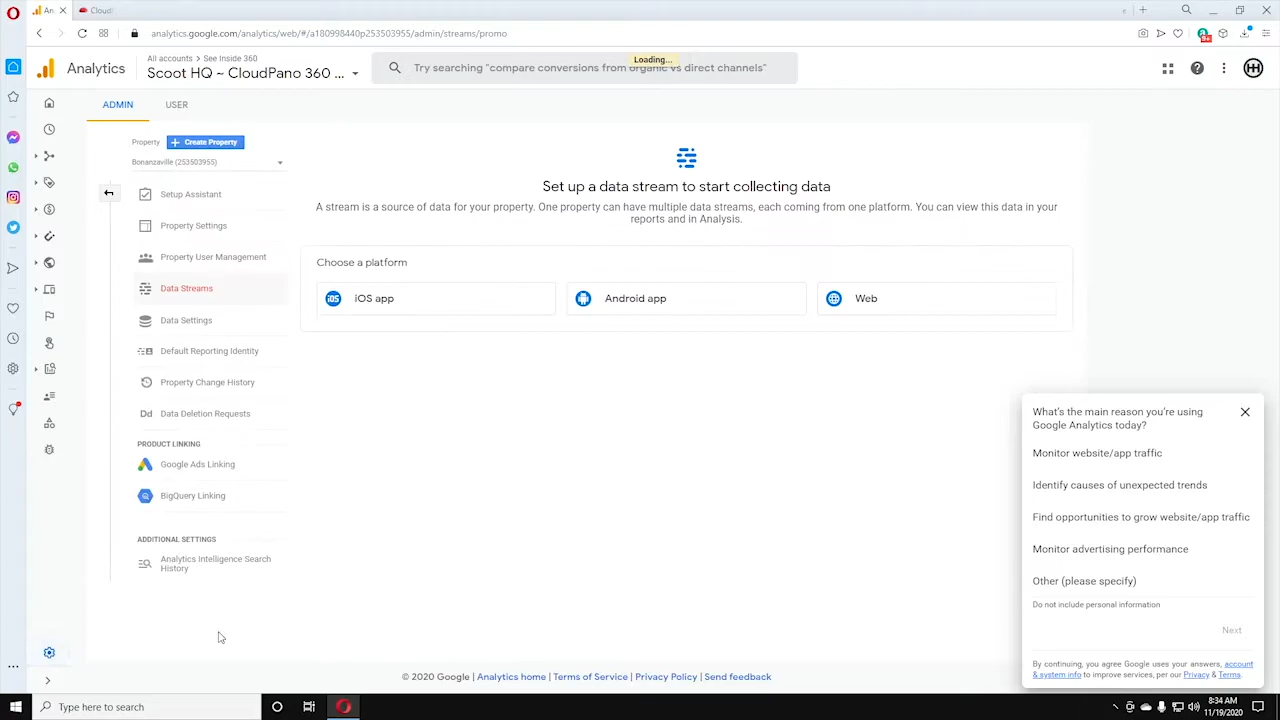 An
CloudP
analytics.google.com/analytics/web/#/a180998440p253503955/admin/streams/promo
9+
Analytics
All accounts > See Inside 360
Scoot HQ ~ CloudPano 360 ...
Try searching "compare conversions from organic vs direct channels"
Loading...
ADMIN
USER
Property
Create Property
Bonanzaville (253503955)
Setup Assistant
Property Settings
Property User Management
Data Streams
Data Settings
Default Reporting Identity
Property Change History
Dd Data Deletion Requests
PRODUCT LINKING
Google Ads Linking
BigQuery Linking
ADDITIONAL SETTINGS
Analytics Intelligence Search
History
Set up a data stream to start collecting data
A stream is a source of data for your property. One property can have multiple data streams, each coming from one platform. You can view this data in your
reports and in Analysis.
Choose a platform
iOS
iOS app
Android app
Web
What's the main reason you're using
Google Analytics today?
Monitor website/app traffic
Identify causes of unexpected trends
Find opportunities to grow website/app traffic
Monitor advertising performance
Other (please specify)
Do not include personal information
Next
By continuing, you agree Google uses your answers, account
& system info to improve services, per our Privacy & Terms.
© 2020 Google | Analytics home | Terms of Service | Privacy Policy | Send feedback
Type here to search
8:34 AM
11/19/2020